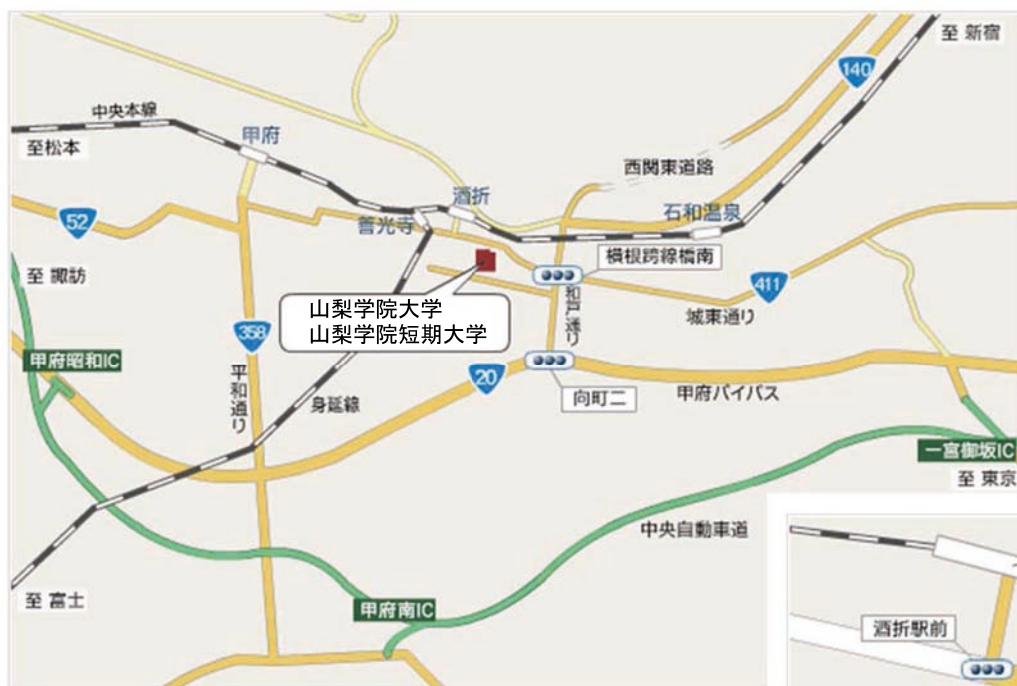 至 新宿
140
中央本線
甲府
至松本
西関東道路
酒折
石和温泉
善光寺
52
横根跨線橋南
至 諏訪
411
山梨学院大学
山梨学院短期大学
和戸通り
城東通り
358
甲府昭和IC
20
平和通り
身延線
向町二
甲府バイパス
一宮御坂IC
至 東京
中央自動車道
至 富士
甲府南IC
酒折駅前